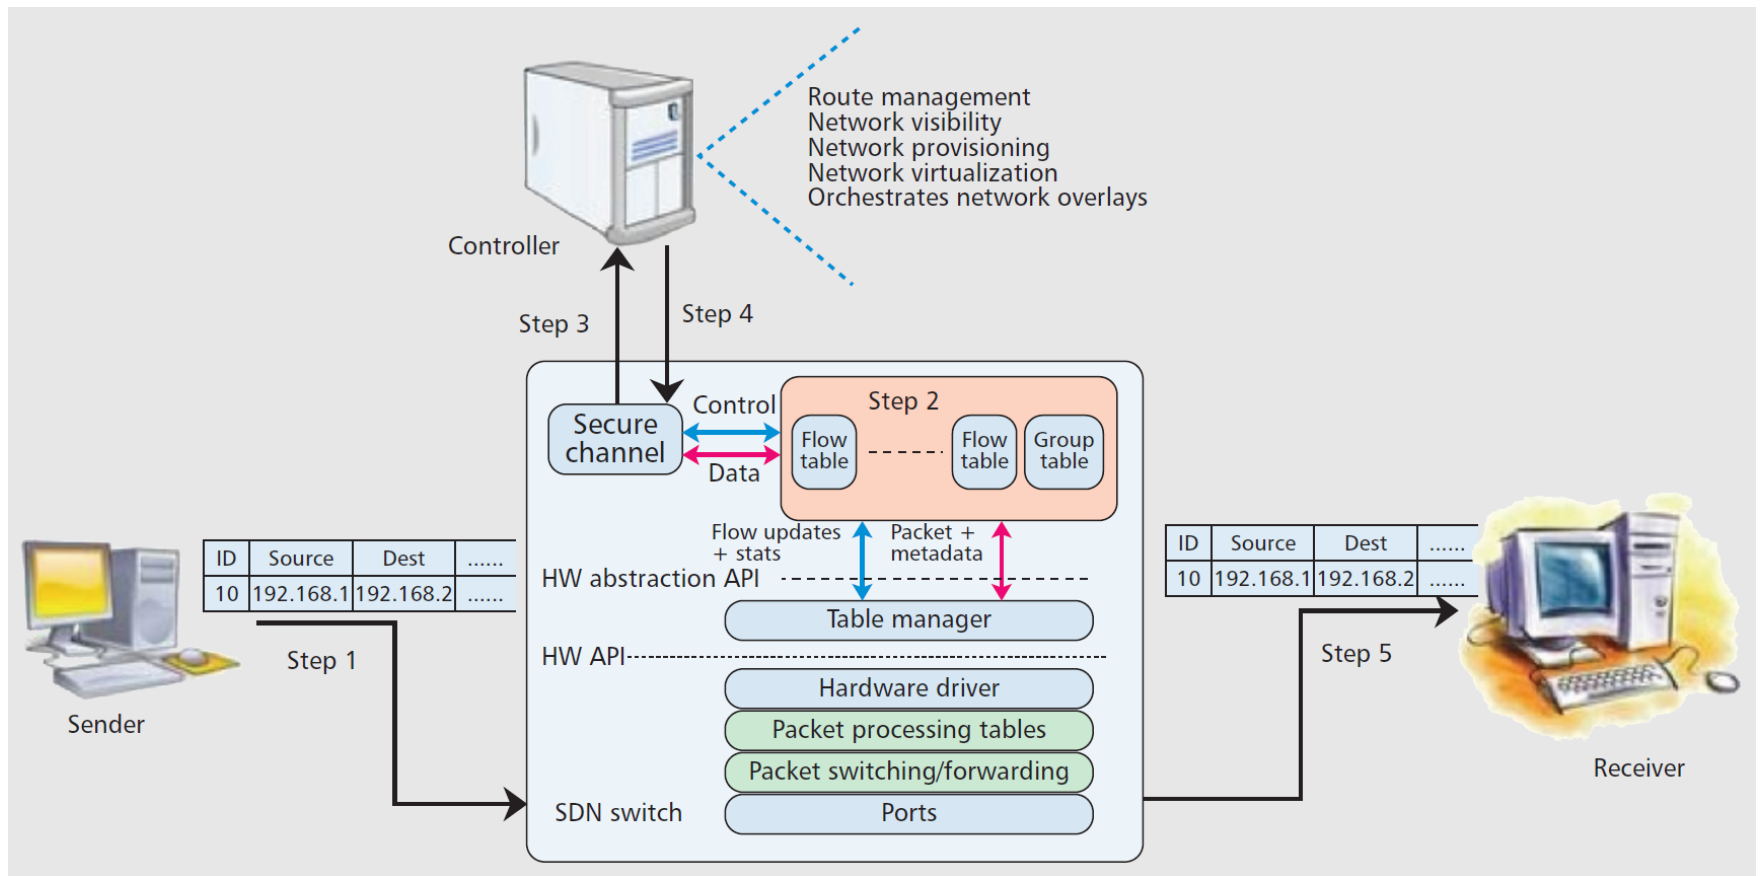 Route management
Network visibility
Network provisioning
Network virtualization
Orchestrates network overlays
Controller
Step 3
Step 4
Secure
channel
Control
Data
Step 2
Flow
table
Flow
table
Group
table
Flow updates
+ stats
Packet +
metadata
HW abstraction API
Table manager
HW API
Hardware driver
Packet processing tables
Packet switching/forwarding
SDN switch
Ports
ID Source Dest ......
10 192.168.1 192.168.2 ......
Step 1
Sender
ID Source Dest ......
10 192.168.1 192.168.2 ......
Step 5
Receiver